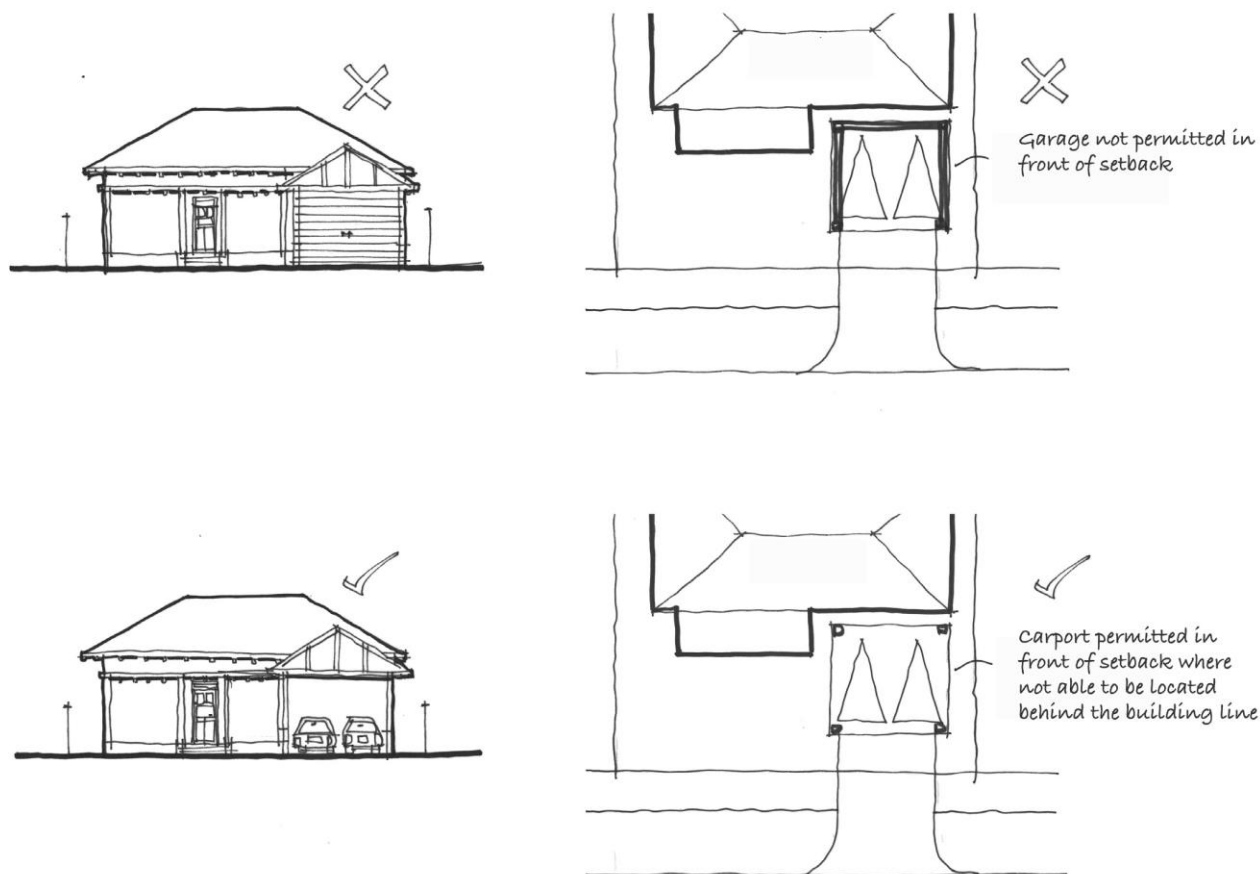 Garage not permitted in
front of setback
Carport permitted in
front of setback where
not able to be located
behind the building line